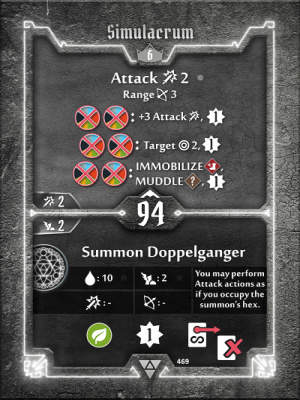 Simulacrum
6
Attack 2
Range 3
: +3 Attack , 1
: Target 2, 1
: IMMOBILIZE ,
MUDDLE ?, 1
2
2
94
Summon Doppelganger
: 10
: 2
: -
: -
You may perform
Attack actions as
if you occupy the
summon's hex.
1
S
X
469